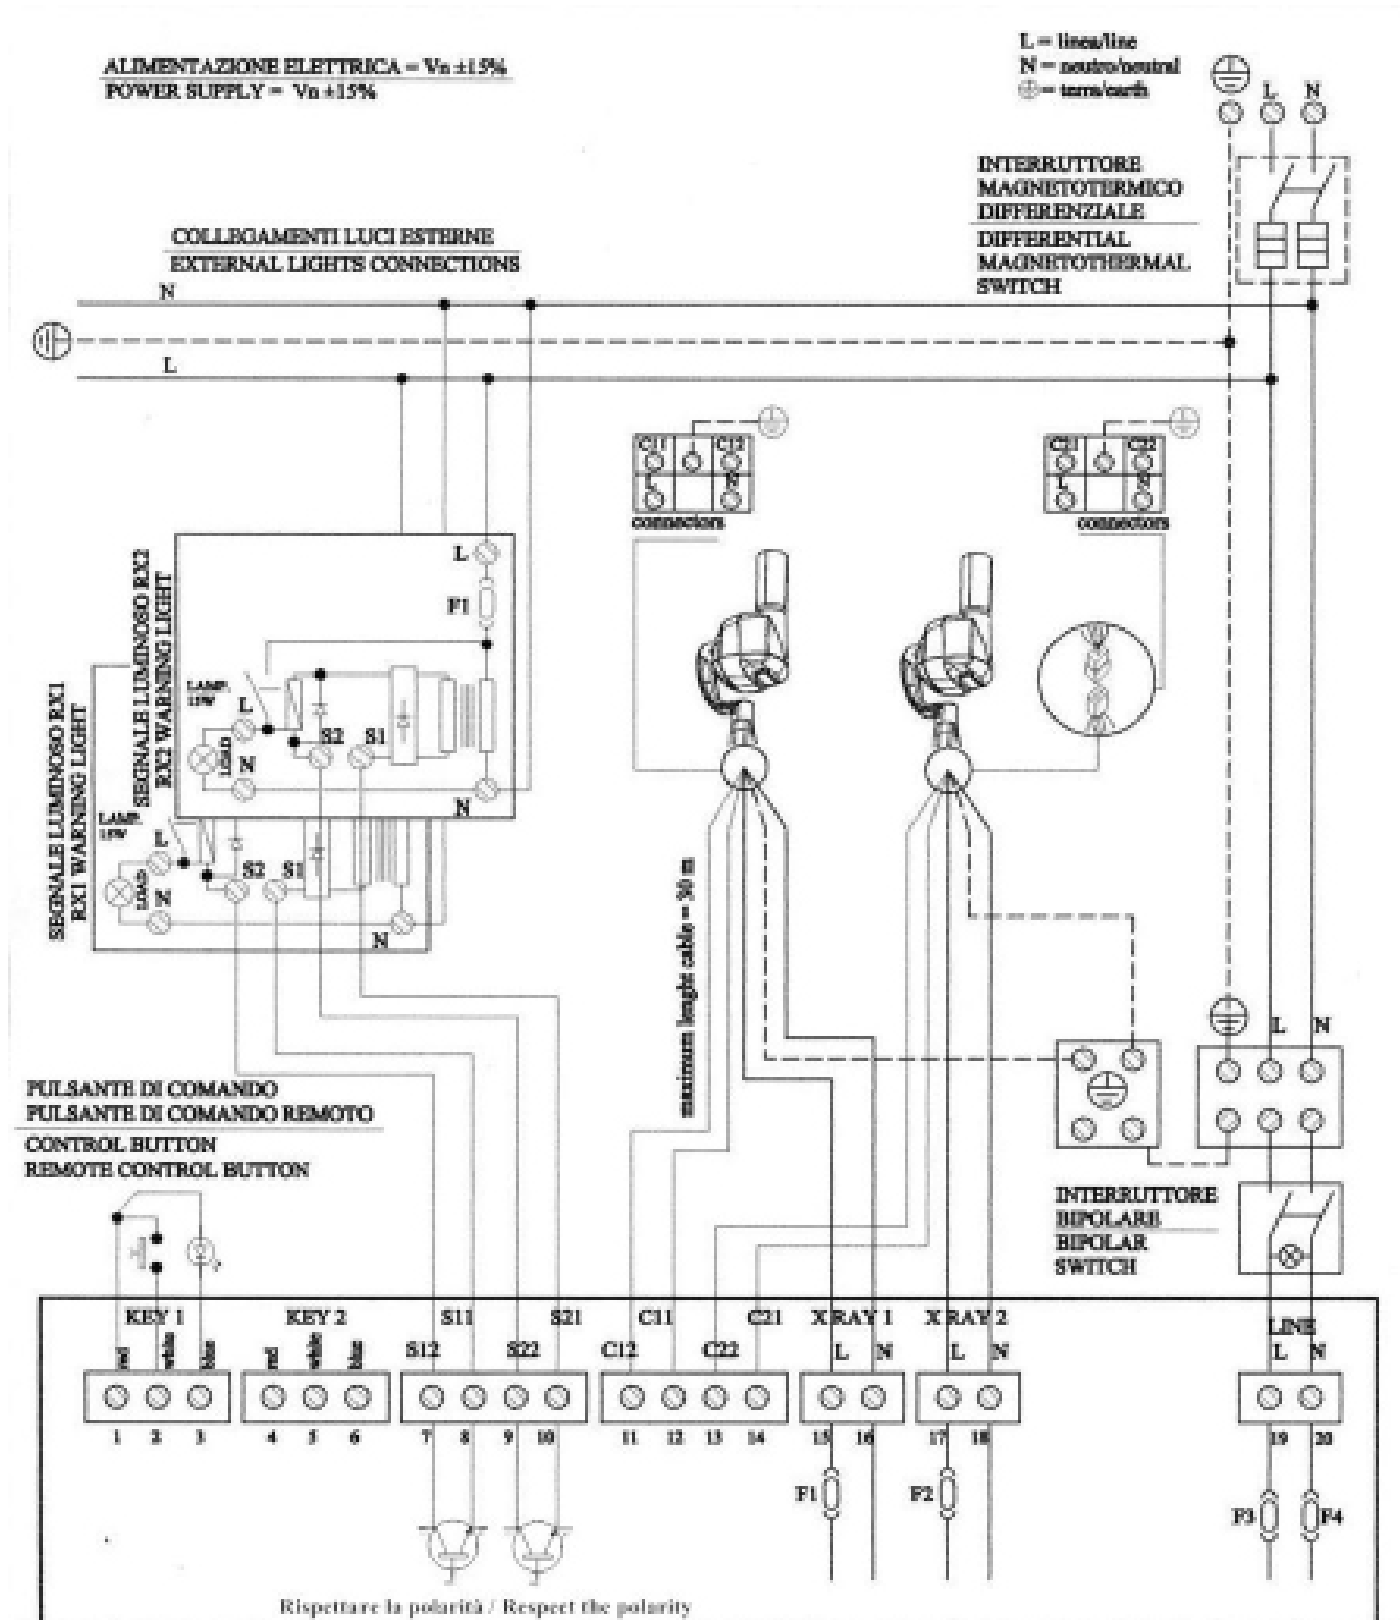 L = linea/line
N = neutro/neutral
= terra/earth
ALIMENTAZIONE ELETTRICA = Vn ±15%
POWER SUPPLY = Vn ±15%
L N
INTERRUTTORE
MAGNETOTERMICO
DIFFERENZIALE
DIFFERENTIAL
MAGNETOTHERMAL
SWITCH
COLLEGAMENTI LUCI ESTERNE
EXTERNAL LIGHTS CONNECTIONS
N
L
C11 C12
L N
connectors
C21 C22
L N
connectors
SEGNALE LUMINOSO RX2
RX2 WARNING LIGHT
L
F1
LAMP.
15W
L
LOAD
N
S2 S1
N
SEGNALE LUMINOSO RX1
RX1 WARNING LIGHT
LAMP.
15W
L
LOAD
N
S2 S1
N
maximum lenght cable = 30 m
L N
PULSANTE DI COMANDO
PULSANTE DI COMANDO REMOTO
CONTROL BUTTON
REMOTE CONTROL BUTTON
INTERRUTTORE
BIPOLARE
BIPOLAR
SWITCH
KEY 1 KEY 2 S11 S21 C11 C21 X RAY 1 X RAY 2 LINE
red white blue red white blue S12 S22 C12 C22 L N L N L N
1 2 3 4 5 6 7 8 9 10 11 12 13 14 15 16 17 18 19 20
F1 F2 F3 F4
Rispettare la polarità / Respect the polarity